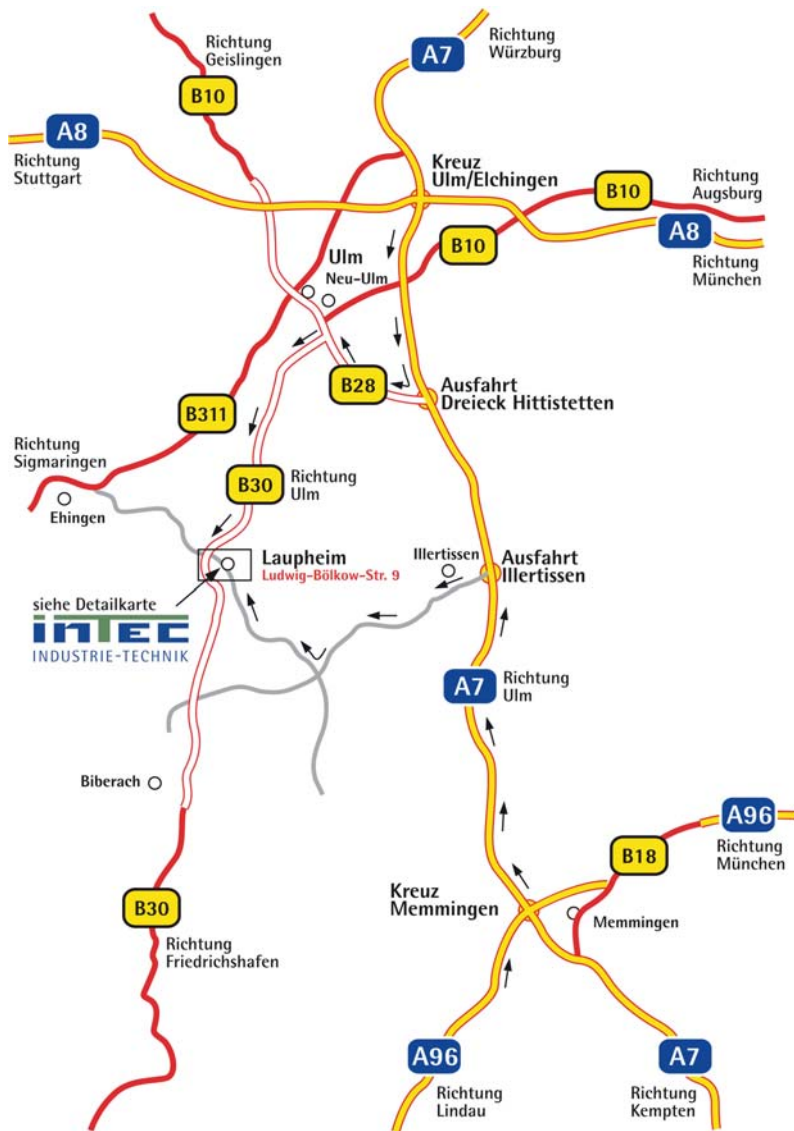 Richtung
Geislingen
A7
Richtung
Würzburg
B10
A8
Richtung
Stuttgart
Kreuz
Ulm/Elchingen
B10
Richtung
Augsburg
B10
A8
Richtung
München
Ulm
Neu-Ulm
B28
Ausfahrt
Dreieck Hittistetten
B311
Richtung
Sigmaringen
B30
Richtung
Ulm
Ehingen
Laupheim
Ludwig-Bölkow-Str. 9
Illertissen
Ausfahrt
Illertissen
siehe Detailkarte
inTEC
INDUSTRIE-TECHNIK
A7
Richtung
Ulm
Biberach
A96
Richtung
München
B18
Kreuz
Memmingen
Memmingen
B30
Richtung
Friedrichshafen
A96
Richtung
Lindau
A7
Richtung
Kempten